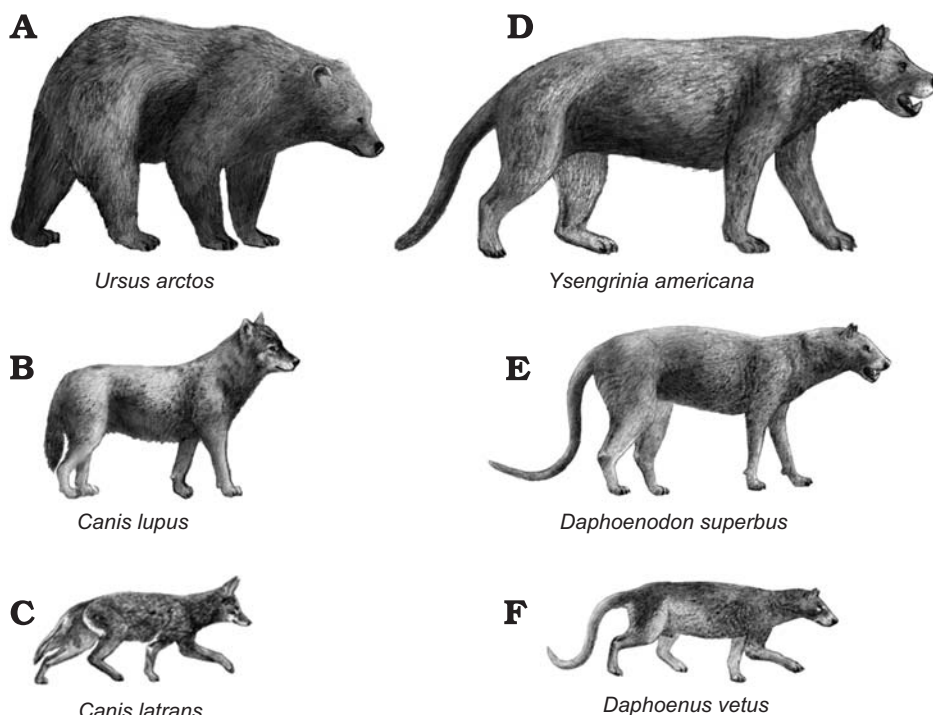 A
Ursus arctos
B
Canis lupus
C
Canis latrans
D
Ysengrinia americana
E
Daphoenodon superbus
F
Daphoenus vetus